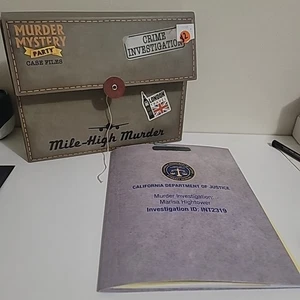 MURDER
MYSTERY
PARTY
CASE FILES
CRIME
INVESTIGATION
Mile-High Murder
CALIFORNIA DEPARTMENT OF JUSTICE
Murder Investigation:
Marisa Hightower
Investigation ID: INT2319